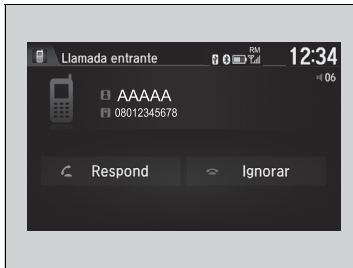 Llamada entrante RM 12:34
06
AAAAA
08012345678
Respond Ignorar